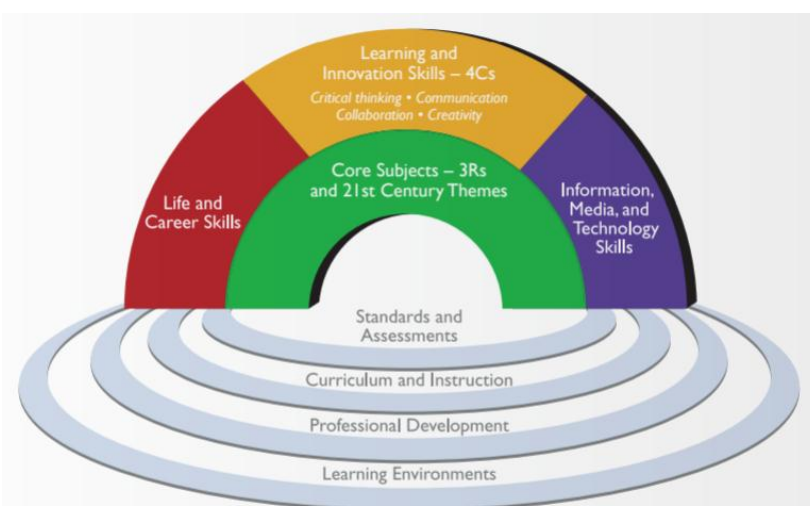 Learning and
Innovation Skills – 4Cs
Critical thinking • Communication
Collaboration • Creativity
Core Subjects – 3Rs
and 21st Century Themes
Life and
Career Skills
Information,
Media, and
Technology
Skills
Standards and
Assessments
Curriculum and Instruction
Professional Development
Learning Environments